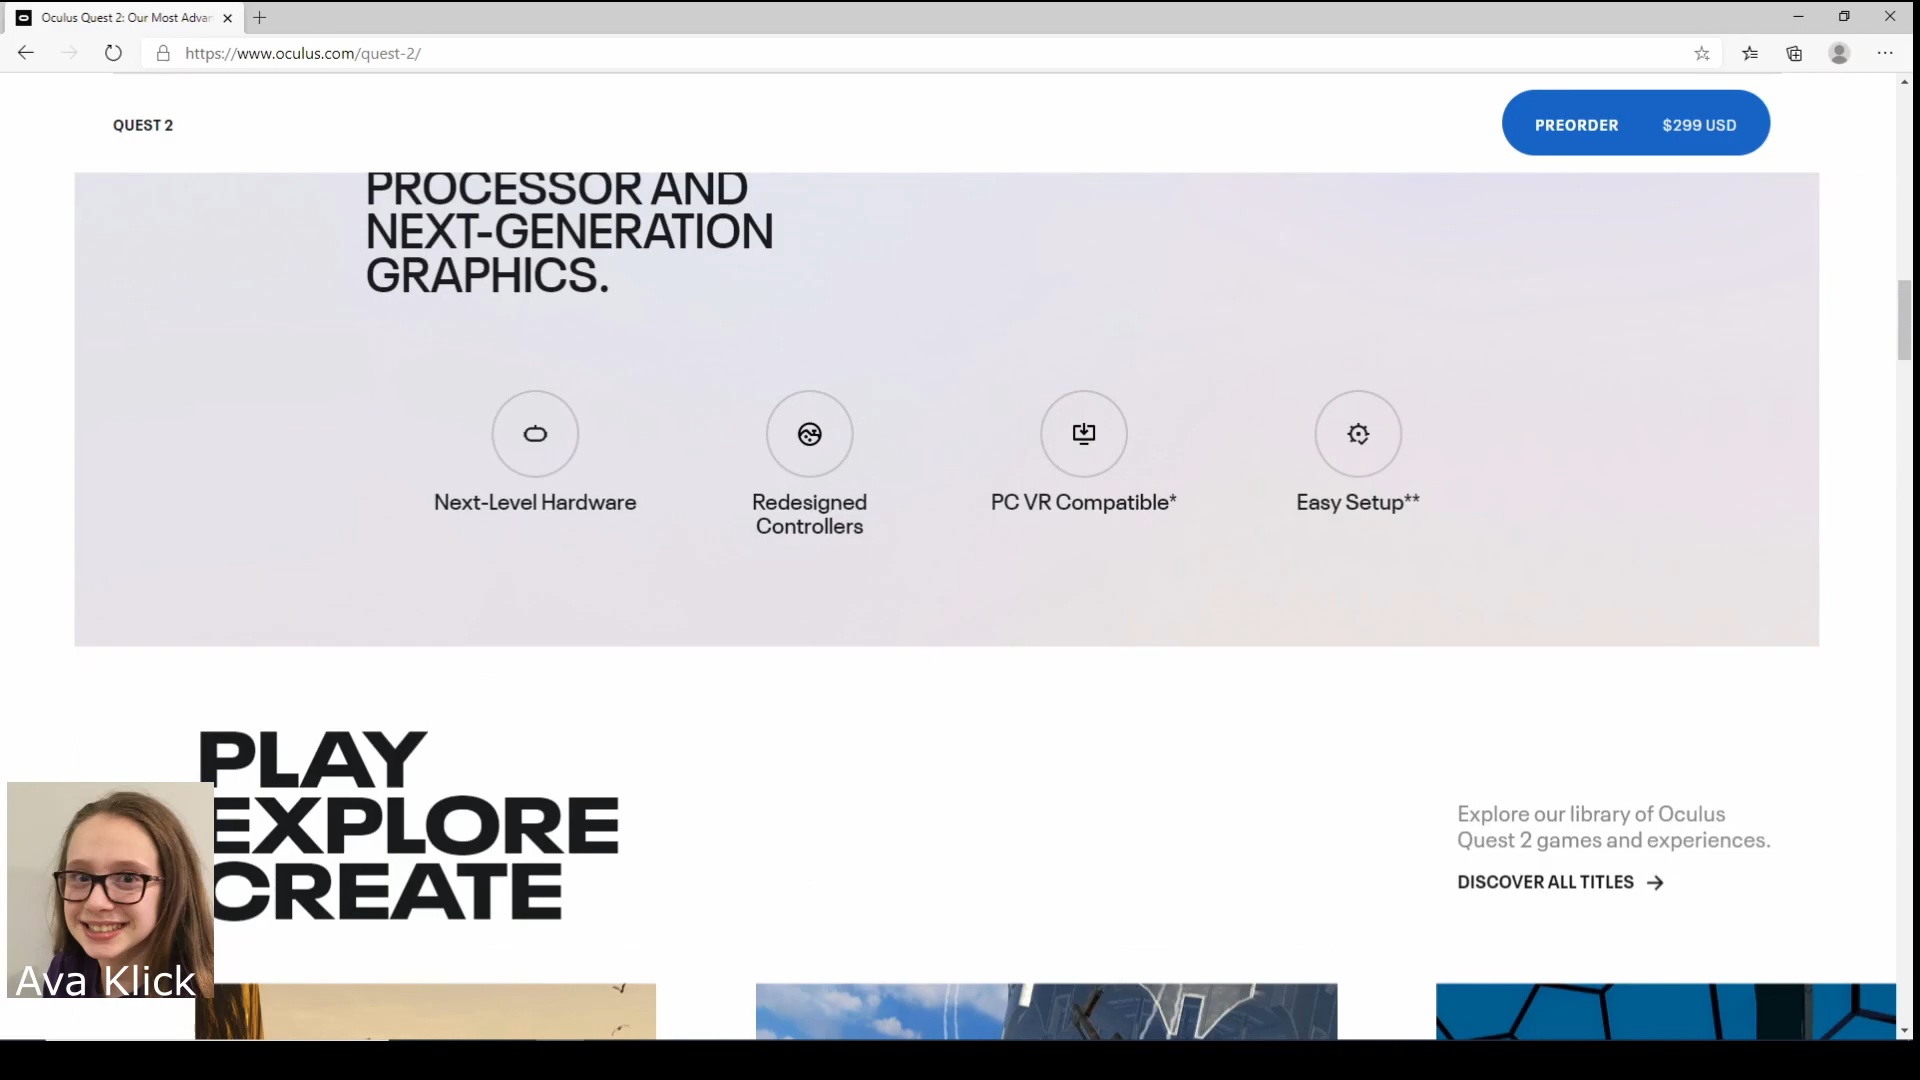 Oculus Quest 2: Our Most Advar
https://www.oculus.com/quest-2/
QUEST 2
PREORDER $299 USD
PROCESSOR AND
NEXT-GENERATION
GRAPHICS.
Next-Level Hardware
Redesigned
Controllers
PC VR Compatible*
Easy Setup**
PLAY
EXPLORE
CREATE
Explore our library of Oculus
Quest 2 games and experiences.
DISCOVER ALL TITLES
Ava Klick